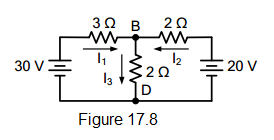 3 Ω B 2 Ω
I₁ I₂
30 V I₃ 2 Ω 20 V
D
Figure 17.8